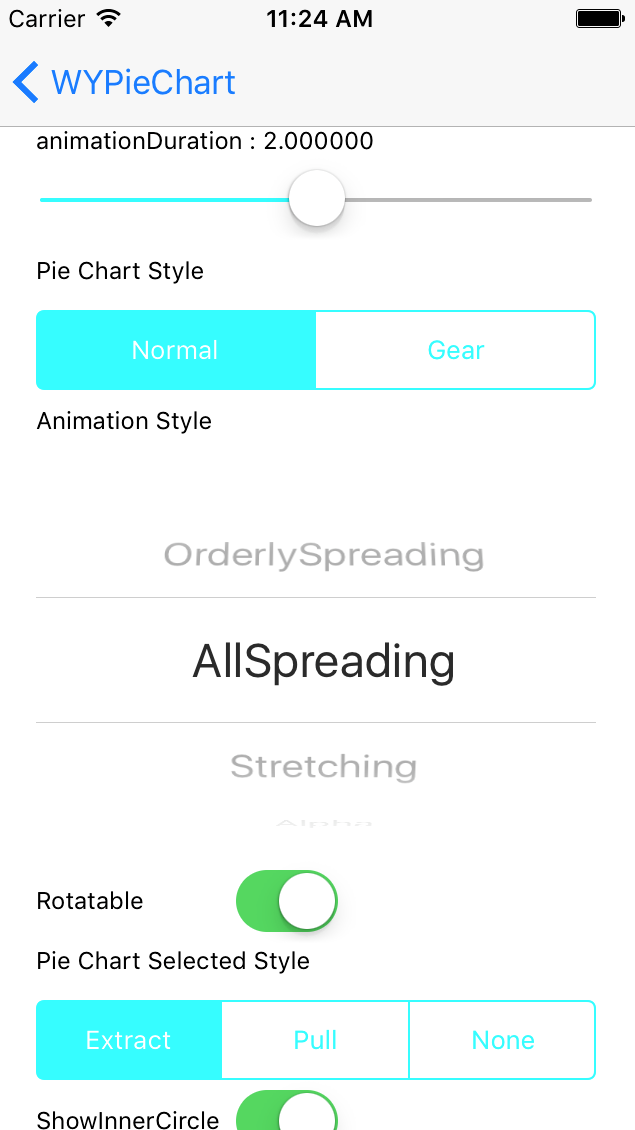 Carrier 11:24 AM
WYPieChart
animationDuration : 2.000000
Pie Chart Style
Normal Gear
Animation Style
OrderlySpreading
AllSpreading
Stretching
Alpha
Rotatable
Pie Chart Selected Style
Extract Pull None
ShowInnerCircle